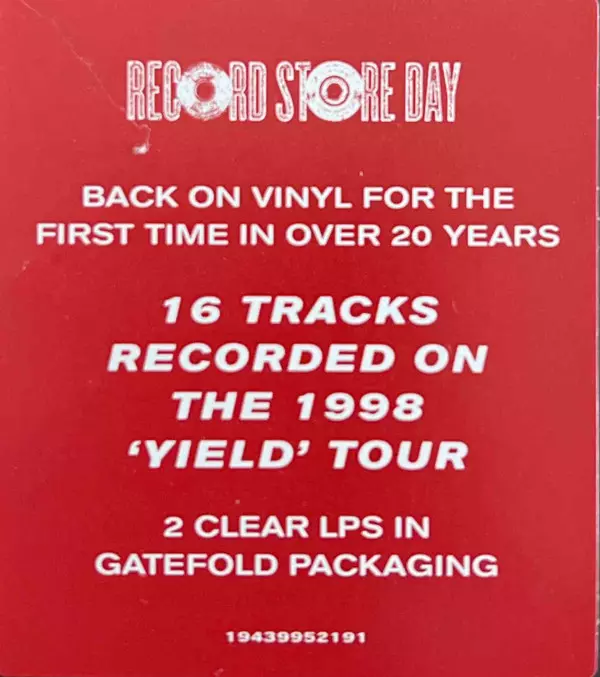 RECORD STORE DAY
BACK ON VINYL FOR THE
FIRST TIME IN OVER 20 YEARS
16 TRACKS
RECORDED ON
THE 1998
‘YIELD’ TOUR
2 CLEAR LPS IN
GATEFOLD PACKAGING
19439952191